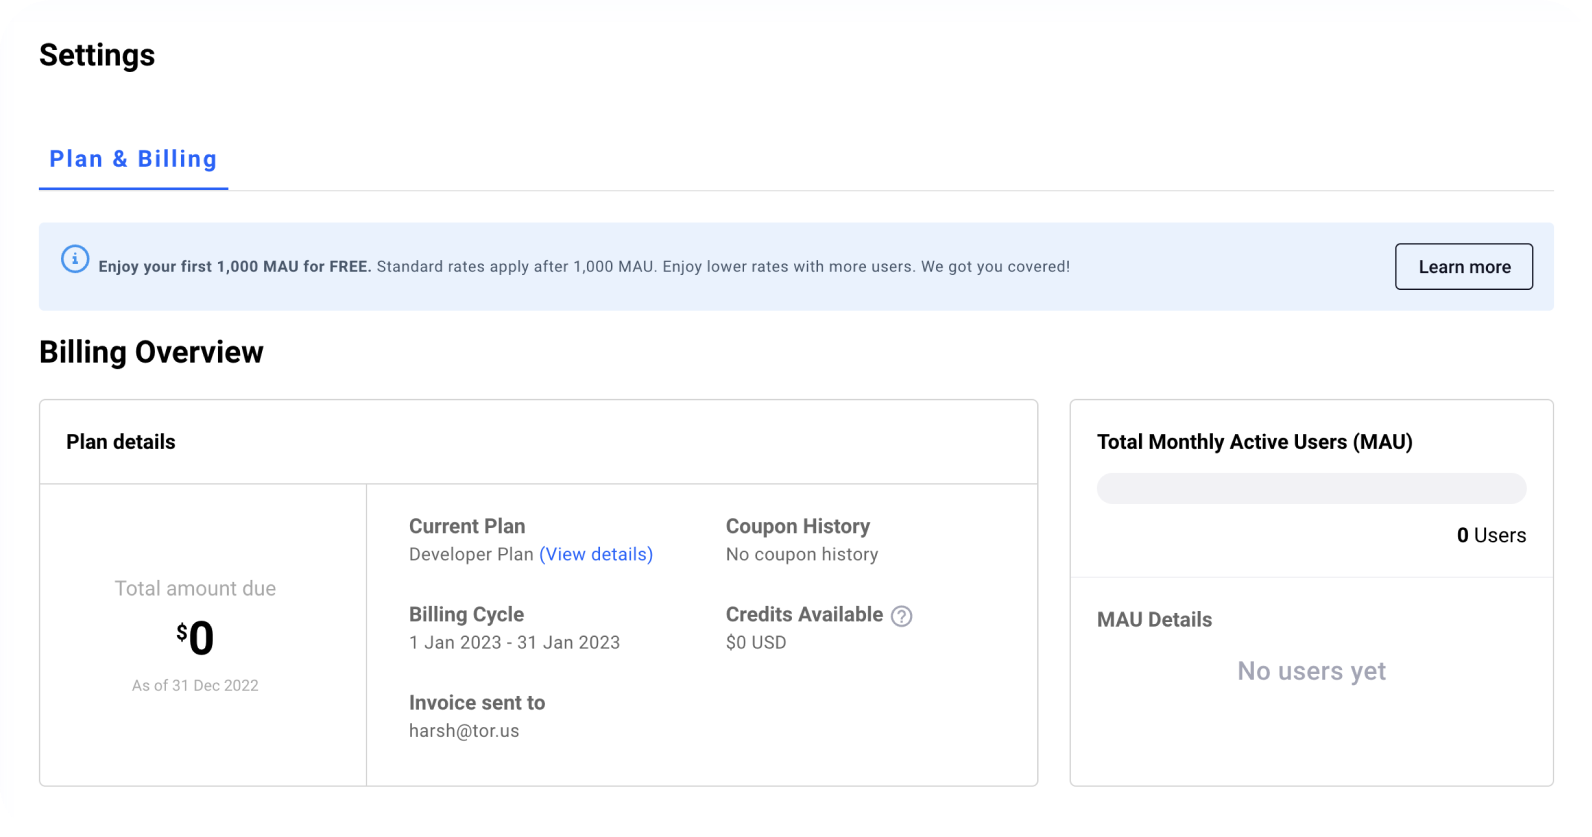 Settings
Plan & Billing
Enjoy your first 1,000 MAU for FREE. Standard rates apply after 1,000 MAU. Enjoy lower rates with more users. We got you covered!
Learn more
Billing Overview
Plan details
Total amount due
$0
As of 31 Dec 2022
Current Plan
Developer Plan (View details)
Billing Cycle
1 Jan 2023 - 31 Jan 2023
Invoice sent to
harsh@tor.us
Coupon History
No coupon history
Credits Available
$0 USD
Total Monthly Active Users (MAU)
0 Users
MAU Details
No users yet